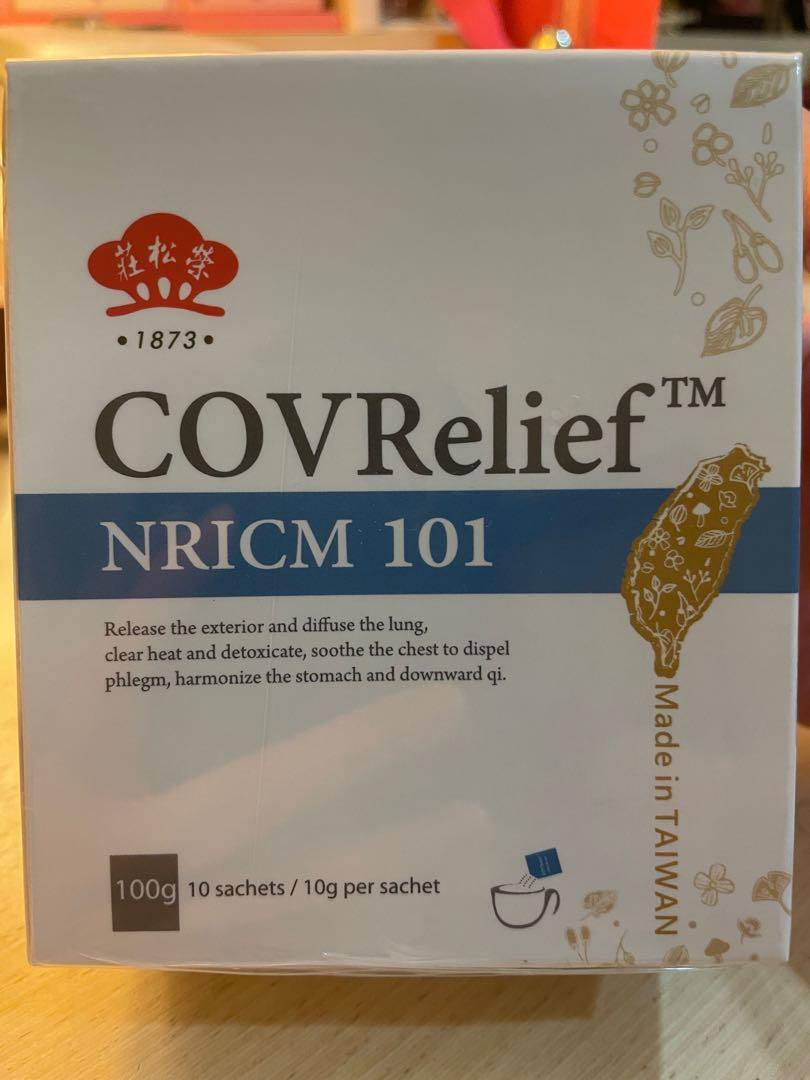 莊松榮
•1873•
COVRelief™
NRICM 101
Release the exterior and diffuse the lung,
clear heat and detoxicate, soothe the chest to dispel
phlegm, harmonize the stomach and downward qi.
Made in TAIWAN
100g 10 sachets / 10g per sachet